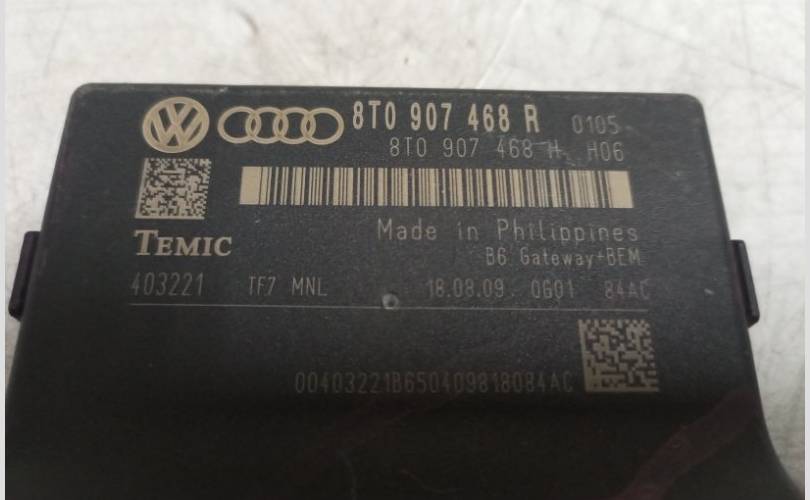 8T0 907 468 R 0105
8T0 907 468 H H06
TEMIC
Made in Philippines
B6 Gateway+BEM
403221 TF7 MNL 18.08.09 0G01 84AC
00403221B650409818084AC